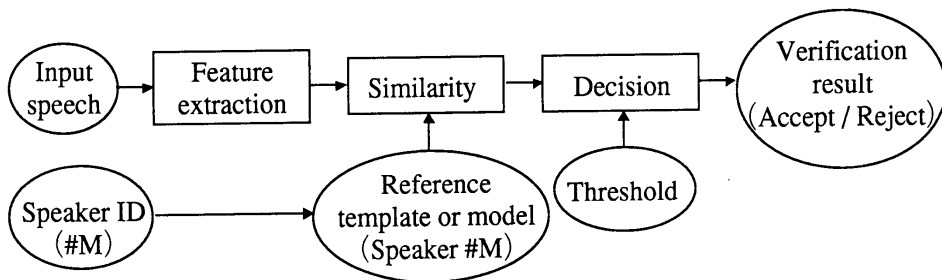 Input
speech
Feature
extraction
Similarity
Decision
Verification
result
(Accept / Reject)
Speaker ID
(#M)
Reference
template or model
(Speaker #M)
Threshold